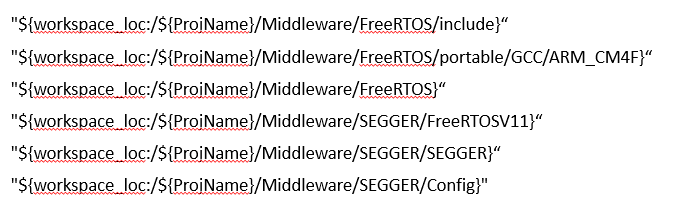 "${workspace_loc:/${ProjName}/Middleware/FreeRTOS/include}“
"${workspace_loc:/${ProjName}/Middleware/FreeRTOS/portable/GCC/ARM_CM4F}“
"${workspace_loc:/${ProjName}/Middleware/FreeRTOS}“
"${workspace_loc:/${ProjName}/Middleware/SEGGER/FreeRTOSV11}“
"${workspace_loc:/${ProjName}/Middleware/SEGGER/SEGGER}“
"${workspace_loc:/${ProjName}/Middleware/SEGGER/Config}"